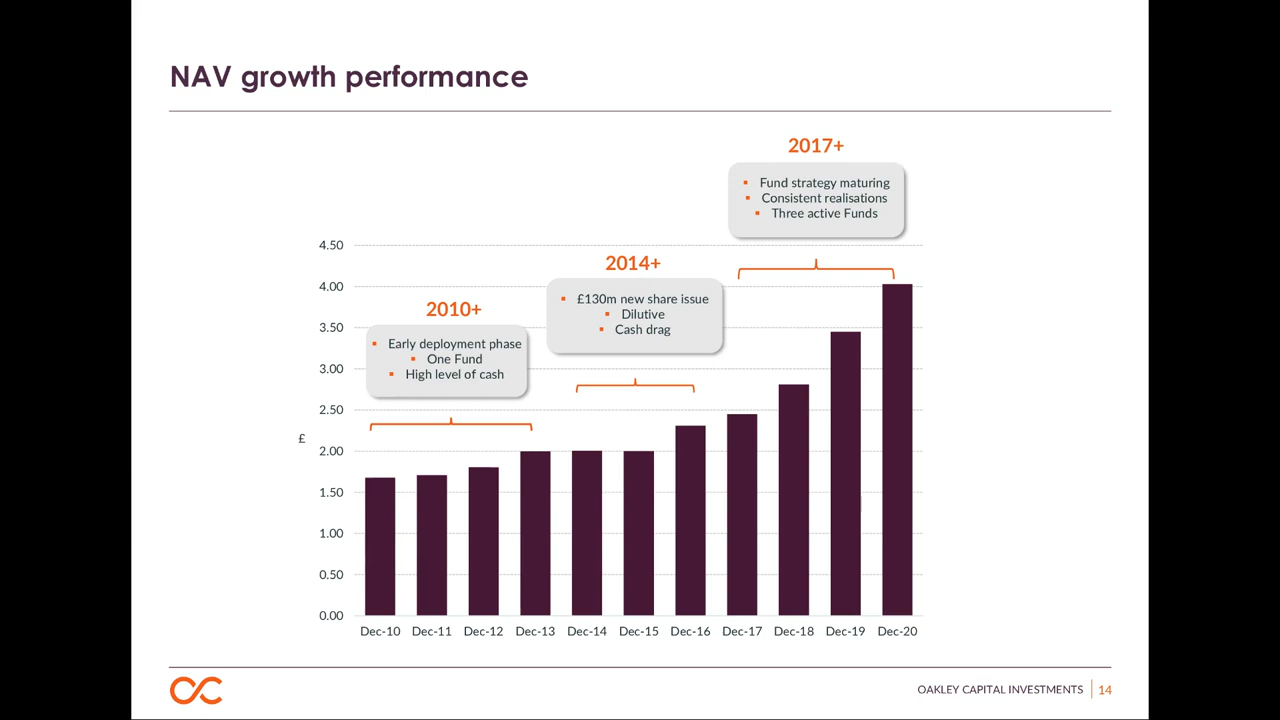 NAV growth performance
2017+
▪ Fund strategy maturing
▪ Consistent realisations
▪ Three active Funds
2014+
▪ £130m new share issue
▪ Dilutive
▪ Cash drag
2010+
▪ Early deployment phase
▪ One Fund
▪ High level of cash
4.50
4.00
3.50
3.00
2.50
£
2.00
1.50
1.00
0.50
0.00
Dec-10 Dec-11 Dec-12 Dec-13 Dec-14 Dec-15 Dec-16 Dec-17 Dec-18 Dec-19 Dec-20
OAKLEY CAPITAL INVESTMENTS 14